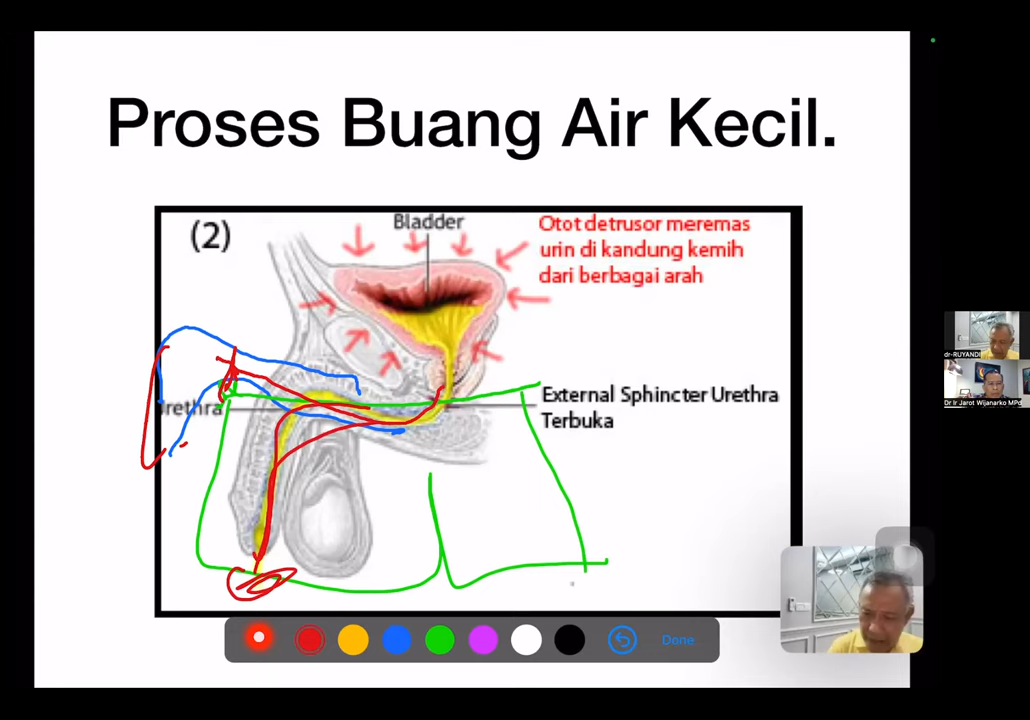 Proses Buang Air Kecil.
(2)
Bladder
Otot detrusor meremas
urin di kandung kemih
dari berbagai arah
Urethra
External Sphincter Urethra
Terbuka
dr-RUYANDI
Dr Ir Jarot Wijanarko MPd
Done